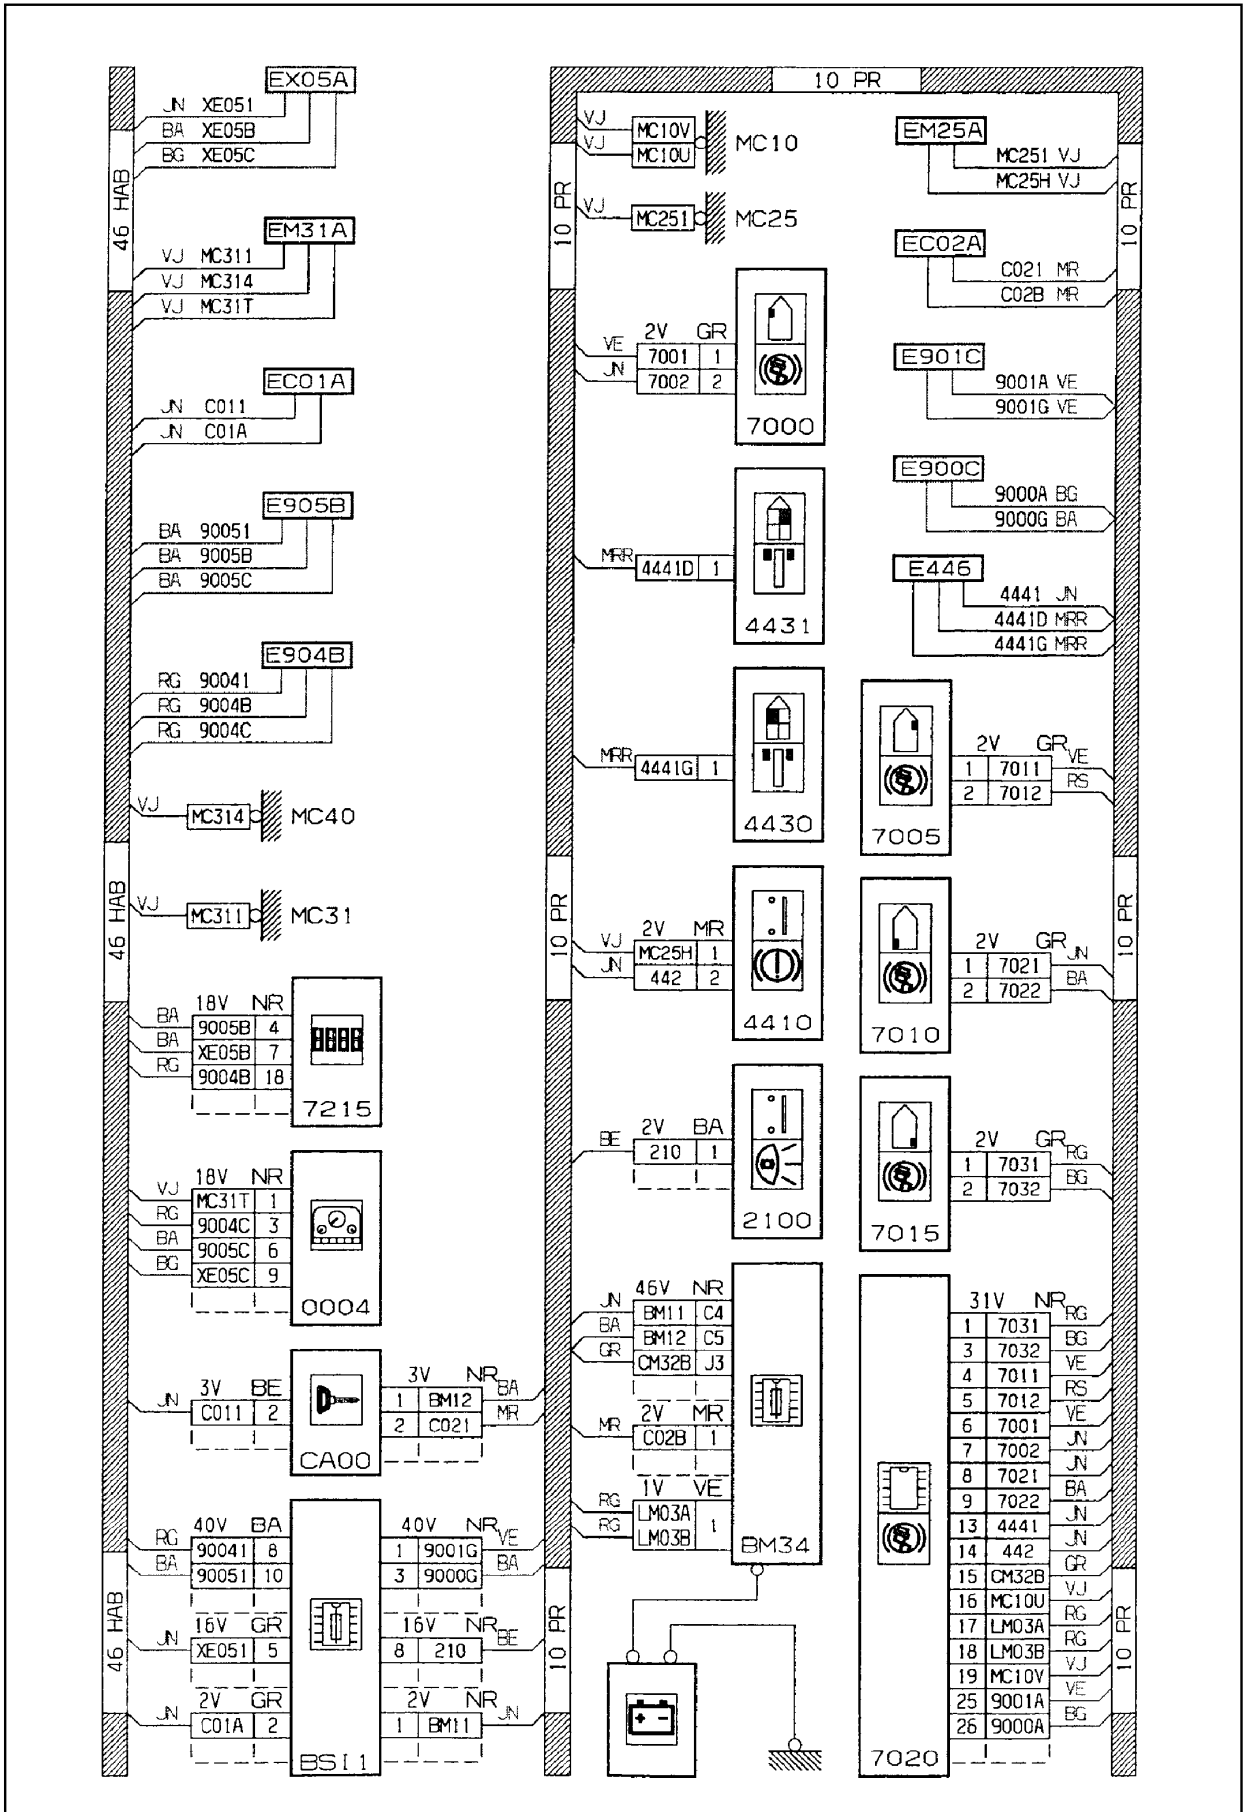 10 PR
46 HAB
EX05A
JN XE051
BA XE05B
BG XE05C
EM31A
VJ MC311
VJ MC314
VJ MC31T
EC01A
JN C011
JN C01A
E905B
BA 90051
BA 9005B
BA 9005C
E904B
RG 90041
RG 9004B
RG 9004C
VJ MC314 MC40
46 HAB
VJ MC311 MC31
18V NR
BA 9005B 4
BA XE05B 7
RG 9004B 18
7215
18V NR
VJ MC31T 1
RG 9004C 3
BA 9005C 6
BG XE05C 9
0004
3V BE
JN C011 2
3V NR
1 BM12 BA
2 C021 MR
CA00
46 HAB
40V BA
RG 90041 8
BA 90051 10
16V GR
JN XE051 5
2V GR
JN C01A 2
40V NR
1 9001G VE
3 9000G BA
16V NR
8 210 BE
2V NR
1 BM11 JN
BSI1
10 PR
VJ MC10V
VJ MC10U
MC10
VJ MC251 MC25
2V GR
VE 7001 1
JN 7002 2
7000
MRR 4441D 1
4431
MRR 4441G 1
4430
10 PR
2V MR
VJ MC25H 1
JN 442 2
4410
2V BA
BE 210 1
2100
46V NR
JN BM11 C4
BA BM12 C5
GR CM32B J3
2V MR
MR C02B 1
1V VE
RG LM03A
RG LM03B
1
BM34
10 PR
+ -
10 PR
EM25A
MC251 VJ
MC25H VJ
EC02A
C021 MR
C02B MR
E901C
9001A VE
9001G VE
E900C
9000A BG
9000G BA
E446
4441 JN
4441D MRR
4441G MRR
2V GR
1 7011 VE
2 7012 RS
7005
10 PR
2V GR
1 7021 JN
2 7022 BA
7010
2V GR
1 7031 RG
2 7032 BG
7015
31V NR
1 7031 RG
3 7032 BG
4 7011 VE
5 7012 RS
6 7001 VE
7 7002 JN
8 7021 JN
9 7022 BA
13 4441 JN
14 442 JN
15 CM32B GR
16 MC10U VJ
17 LM03A RG
18 LM03B RG
19 MC10V VJ
25 9001A VE
26 9000A BG
7020
10 PR